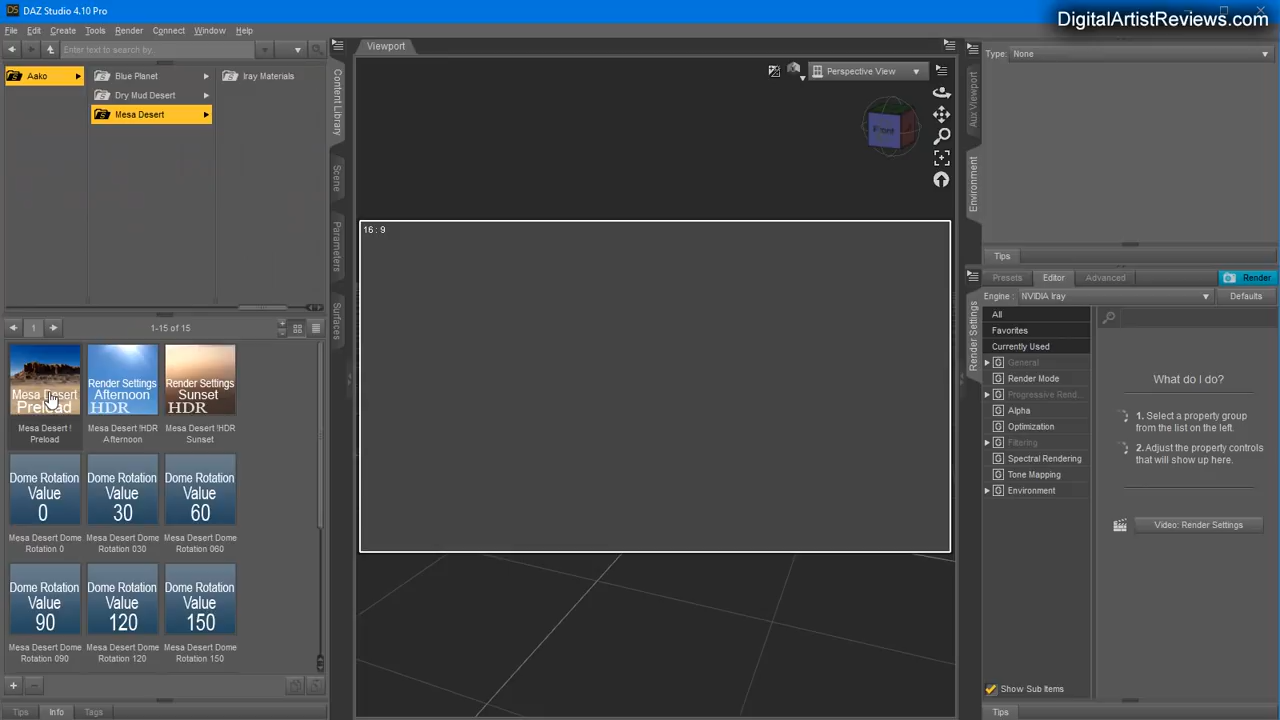 DAZ Studio 4.10 Pro
DigitalArtistReviews.com
File Edit Create Tools Render Connect Window Help
Enter text to search by.
Viewport
Type: None
Perspective View
Aako
Blue Planet
Iray Materials
Dry Mud Desert
Mesa Desert
Content Library
Scene
Parameters
Surfaces
Aux Viewport
Environment
Render Settings
Front
16 : 9
Tips
Presets Editor Advanced Render
Engine : NVIDIA Iray Defaults
All
Favorites
Currently Used
General
Render Mode
Progressive Rend...
Alpha
Optimization
Filtering
Spectral Rendering
Tone Mapping
Environment
What do I do?
1. Select a property group
from the list on the left.
2. Adjust the property controls
that will show up here.
Video: Render Settings
Show Sub Items
Tips
1
1-15 of 15
Mesa Desert
Preload
Render Settings
Afternoon
HDR
Render Settings
Sunset
HDR
Mesa Desert !
Preload
Mesa Desert !HDR
Afternoon
Mesa Desert !HDR
Sunset
Dome Rotation
Value
0
Dome Rotation
Value
30
Dome Rotation
Value
60
Mesa Desert Dome
Rotation 0
Mesa Desert Dome
Rotation 030
Mesa Desert Dome
Rotation 060
Dome Rotation
Value
90
Dome Rotation
Value
120
Dome Rotation
Value
150
Mesa Desert Dome
Rotation 090
Mesa Desert Dome
Rotation 120
Mesa Desert Dome
Rotation 150
Tips Info Tags